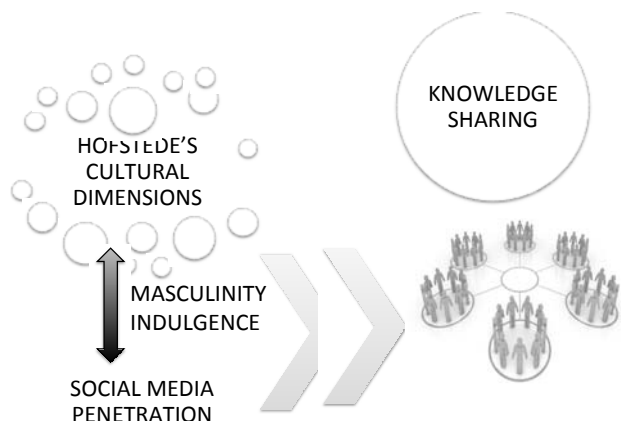 HOFSTEDE'S
CULTURAL
DIMENSIONS
MASCULINITY
INDULGENCE
SOCIAL MEDIA
PENETRATION
KNOWLEDGE
SHARING